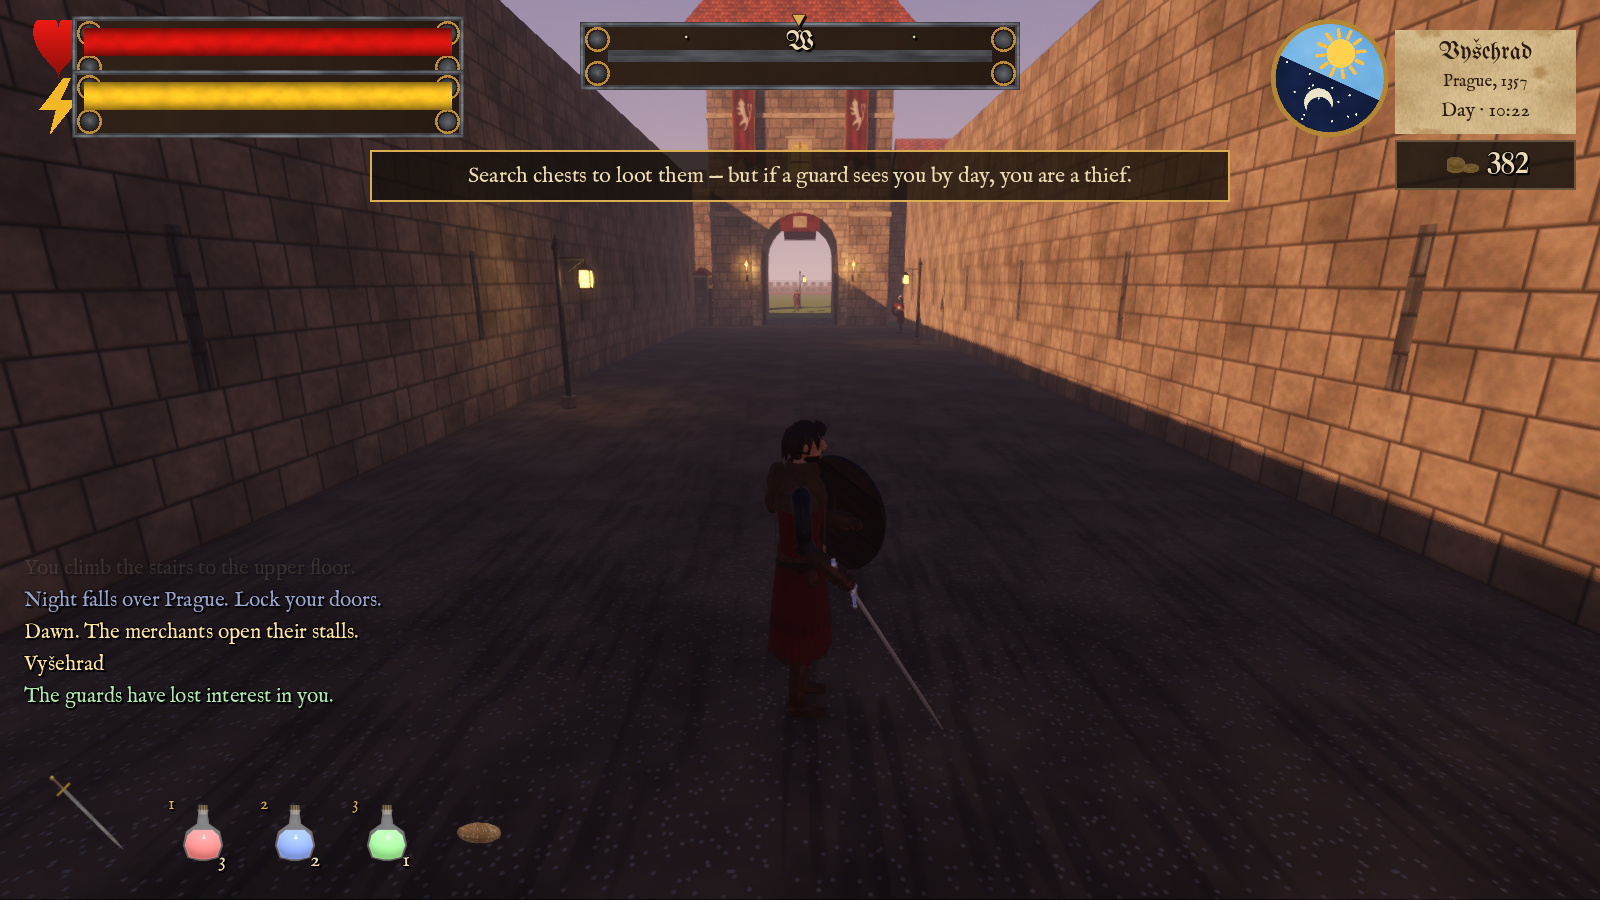 W
Vyšehrad
Prague, 1357
Day · 10:22
382
Search chests to loot them — but if a guard sees you by day, you are a thief.
You climb the stairs to the upper floor.
Night falls over Prague. Lock your doors.
Dawn. The merchants open their stalls.
Vyšehrad
The guards have lost interest in you.
1 2 3
3 2 1